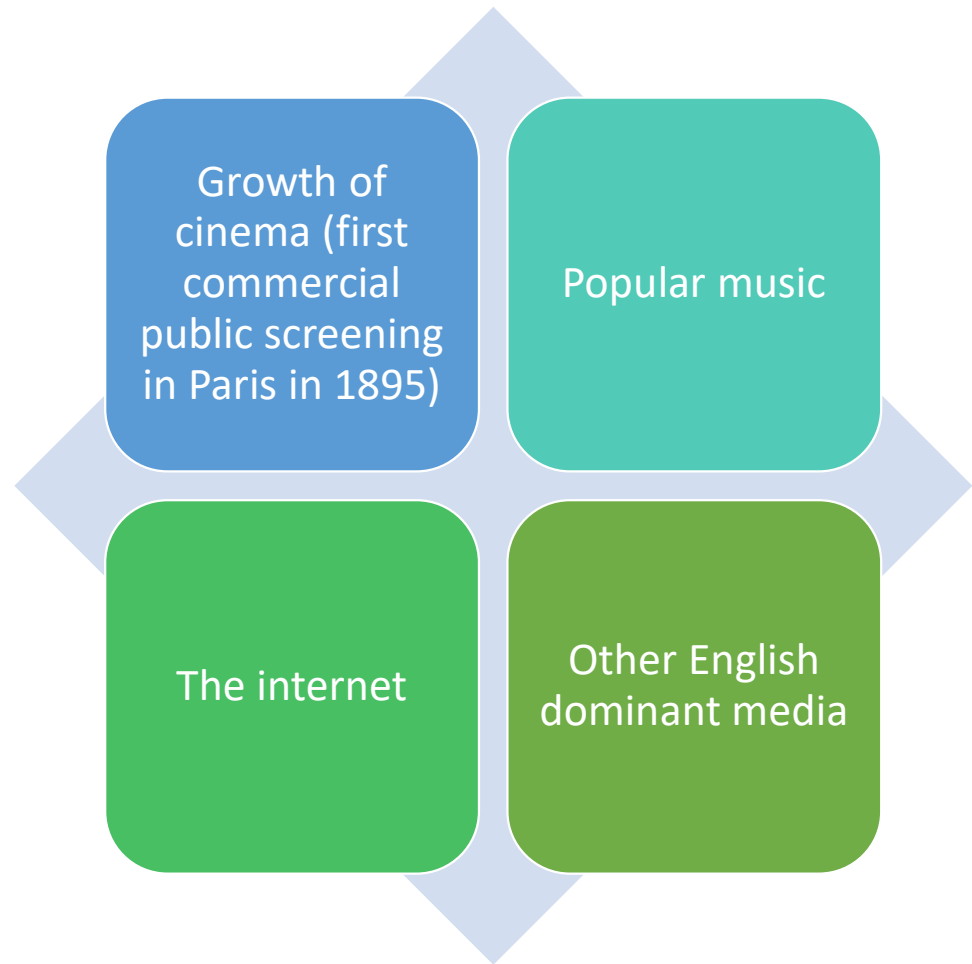 Growth of
cinema (first
commercial
public screening
in Paris in 1895)
Popular music
The internet
Other English
dominant media